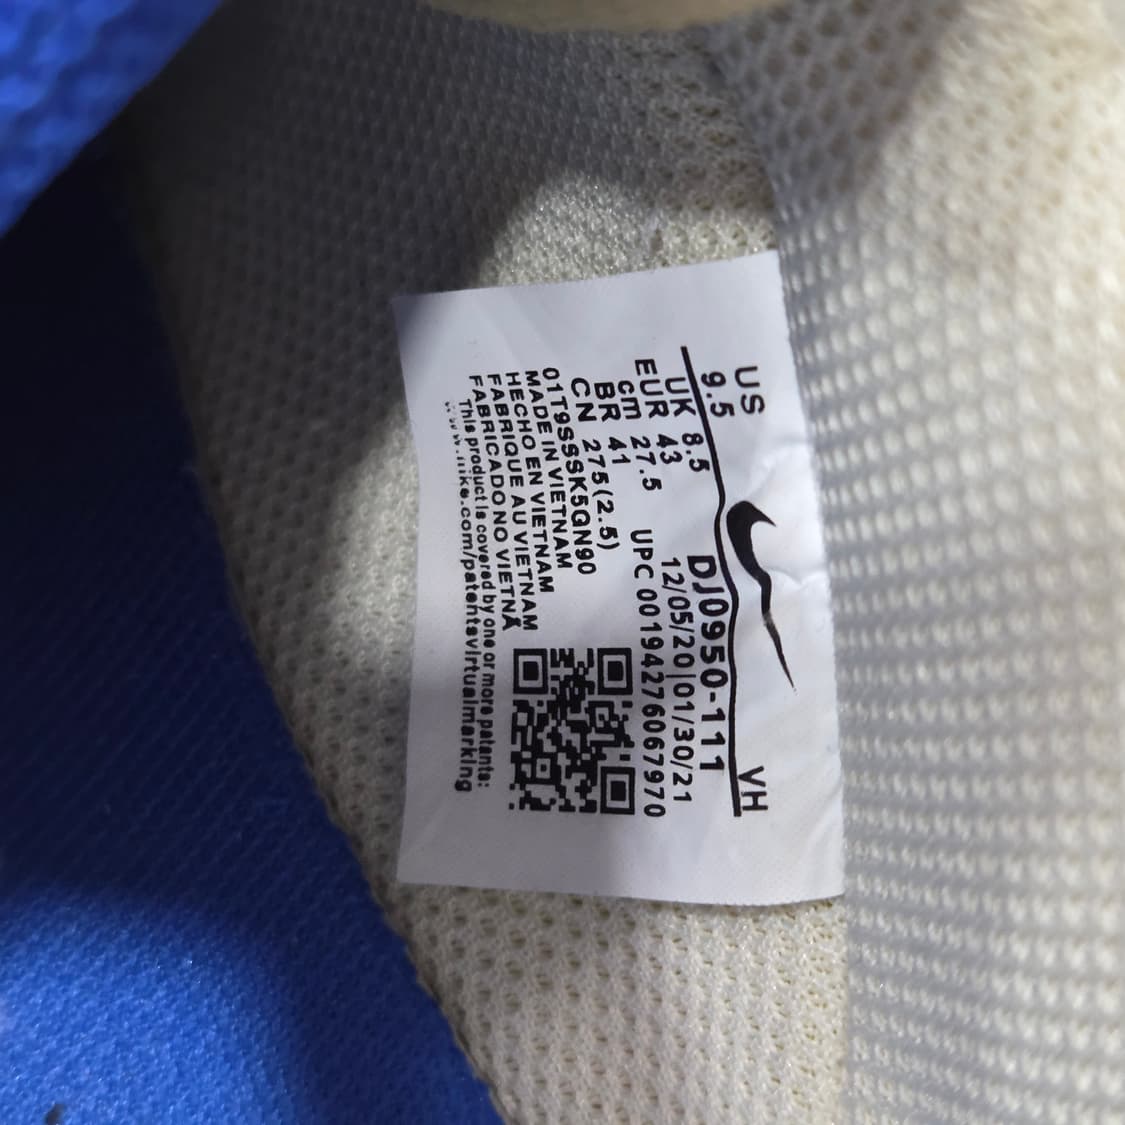 US VH
9.5
UK 8.5 DJ0950-111
EUR 43 12/05/20|01/30/21
cm 27.5 UPC 00194276067970
BR 41
CN 275(2.5)
01T9SSSK5GN90
MADE IN VIETNAM
HECHO EN VIETNAM
FABRIQUE AU VIETNAM
FABRICADO NO VIETNÃ
This product is covered by one or more patents:
www.nike.com/patentsvirtualmarking